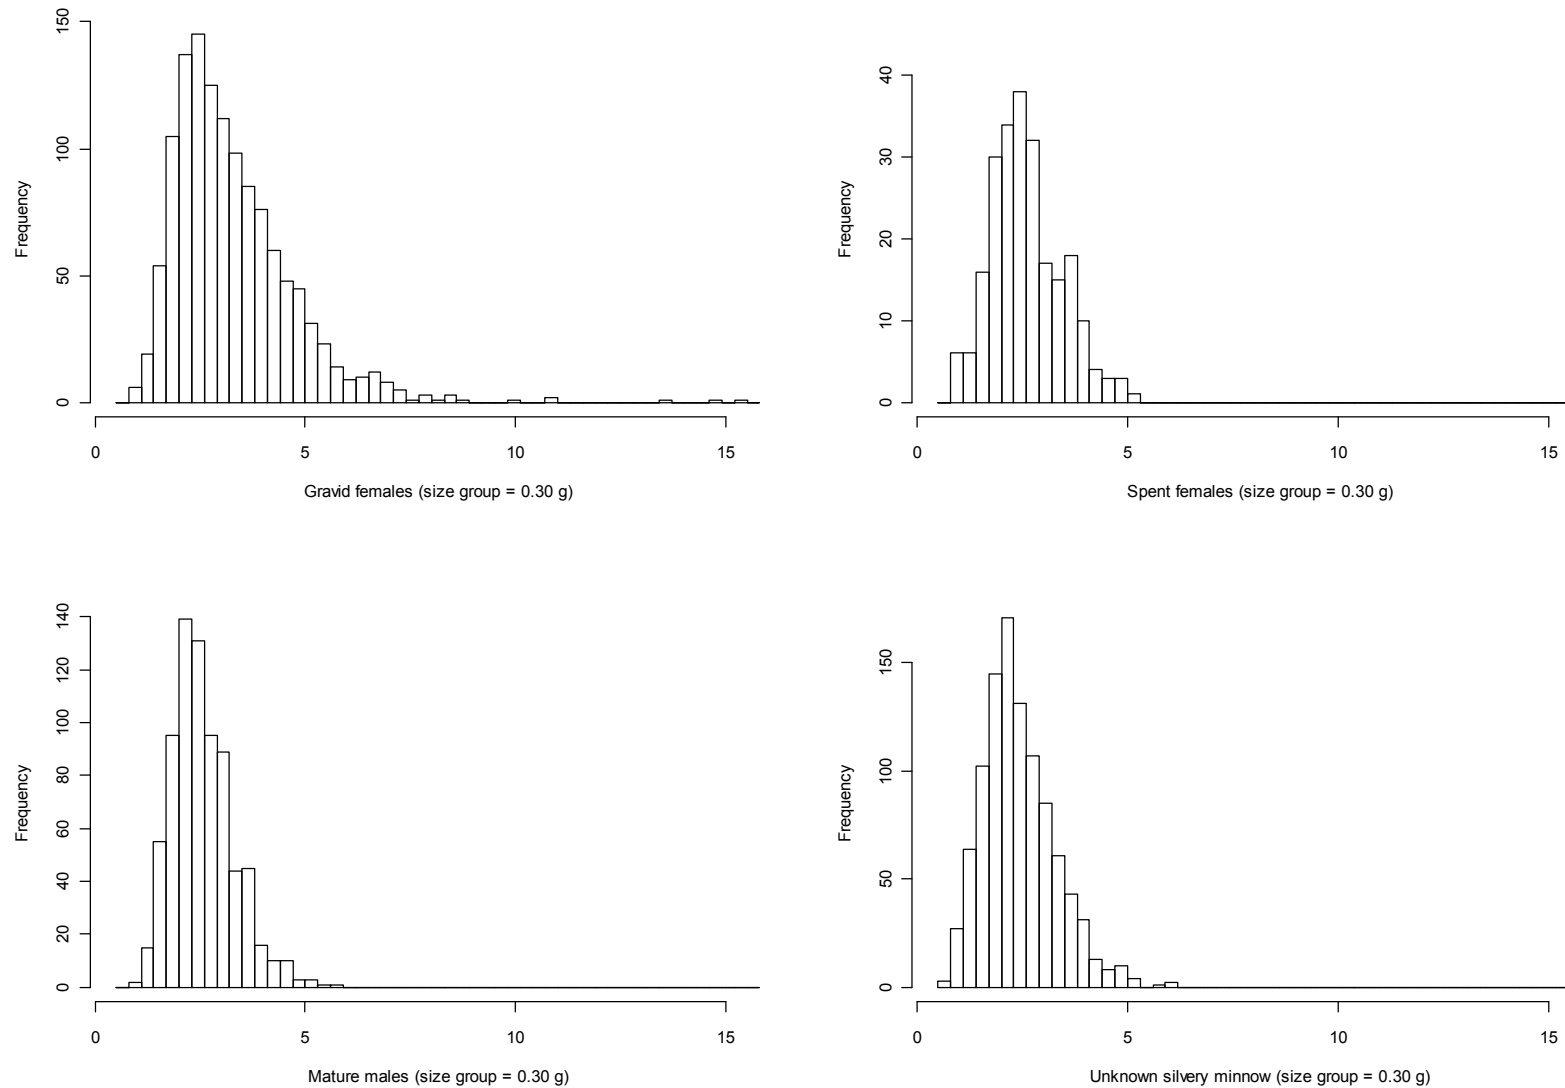 150
100
50
0
Frequency
0 5 10 15
Gravid females (size group = 0.30 g)
40
30
20
10
0
Frequency
0 5 10 15
Spent females (size group = 0.30 g)
140
120
100
80
60
40
20
0
Frequency
0 5 10 15
Mature males (size group = 0.30 g)
150
100
50
0
Frequency
0 5 10 15
Unknown silvery minnow (size group = 0.30 g)